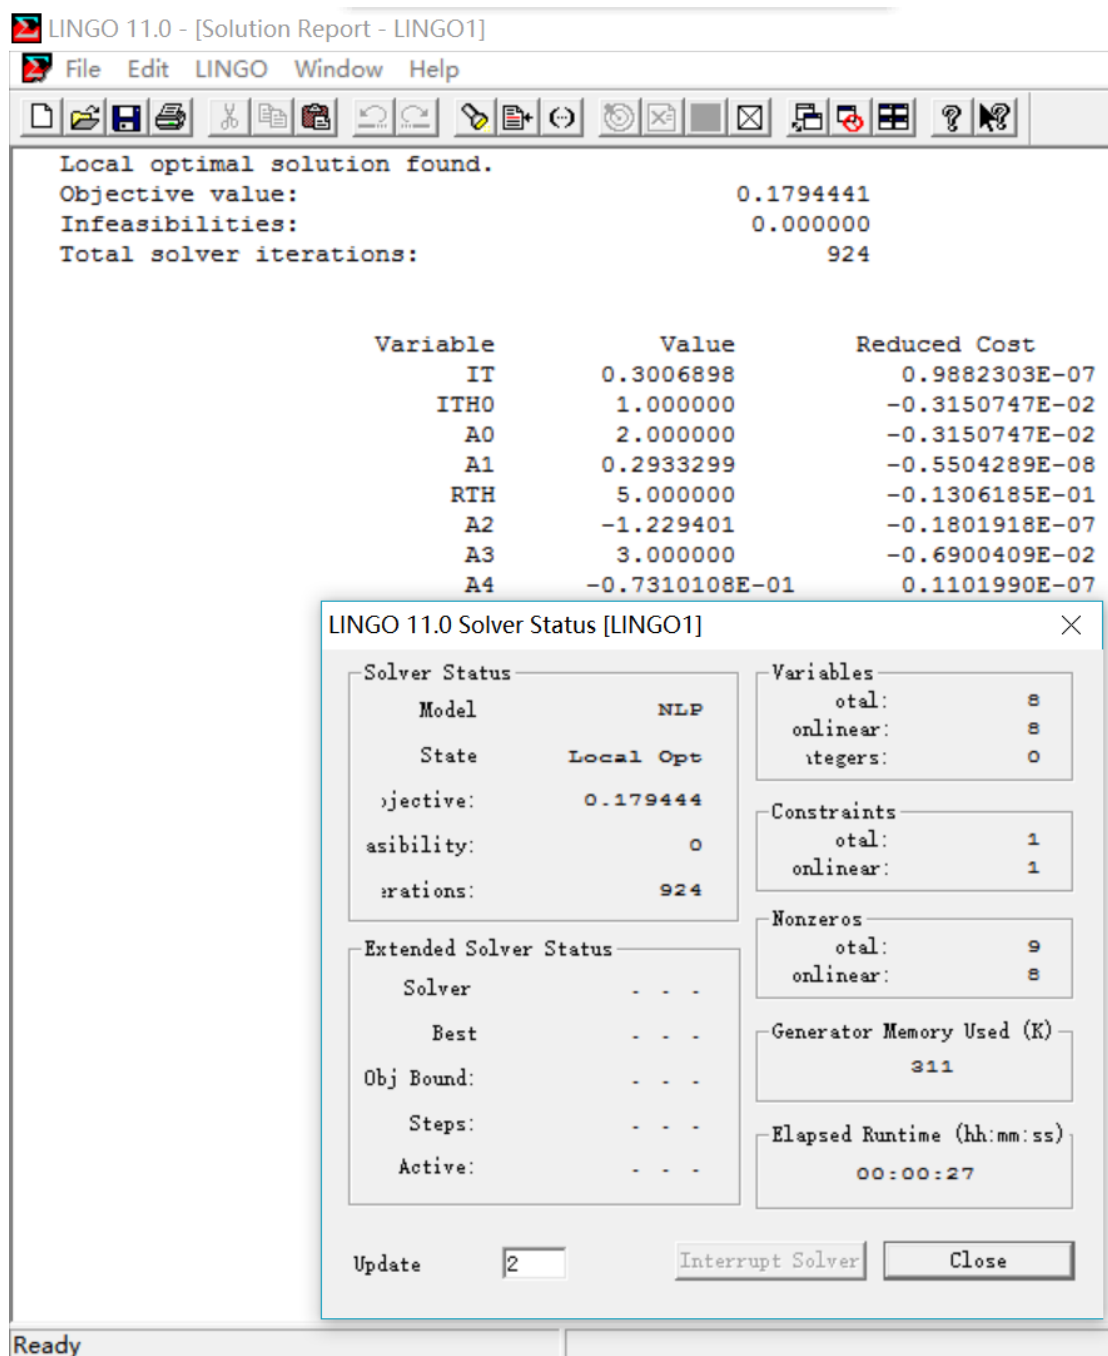 LINGO 11.0 - [Solution Report - LINGO1]
File Edit LINGO Window Help
Local optimal solution found.
Objective value: 0.1794441
Infeasibilities: 0.000000
Total solver iterations: 924
Variable Value Reduced Cost
IT 0.3006898 0.9882303E-07
ITH0 1.000000 -0.3150747E-02
A0 2.000000 -0.3150747E-02
A1 0.2933299 -0.5504289E-08
RTH 5.000000 -0.1306185E-01
A2 -1.229401 -0.1801918E-07
A3 3.000000 -0.6900409E-02
A4 -0.7310108E-01 0.1101990E-07
LINGO 11.0 Solver Status [LINGO1]
Solver Status
Model NLP
State Local Opt
jective: 0.179444
asibility: 0
erations: 924
Extended Solver Status
Solver . . .
Best . . .
Obj Bound: . . .
Steps: . . .
Active: . . .
Variables
otal: 8
onlinear: 8
ntegers: 0
Constraints
otal: 1
onlinear: 1
Nonzeros
otal: 9
onlinear: 8
Generator Memory Used (K)
311
Elapsed Runtime (hh:mm:ss)
00:00:27
Update 2
Interrupt Solver
Close
Ready